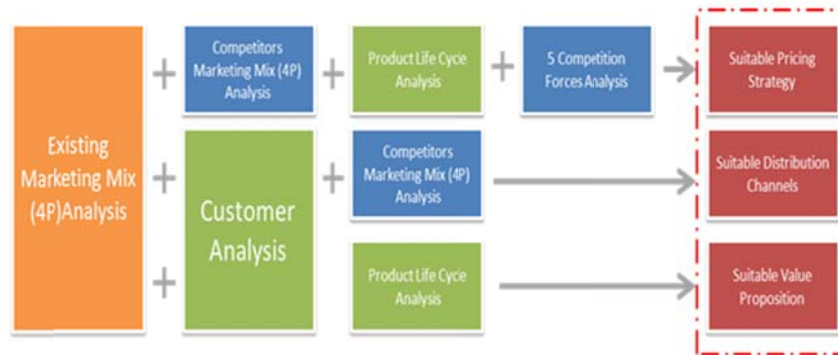 Existing
Marketing Mix
(4P)Analysis
Competitors
Marketing Mix (4P)
Analysis
Product Life Cycle
Analysis
5 Competition
Forces Analysis
Suitable Pricing
Strategy
Customer
Analysis
Competitors
Marketing Mix (4P)
Analysis
Suitable Distribution
Channels
Product Life Cycle
Analysis
Suitable Value
Proposition